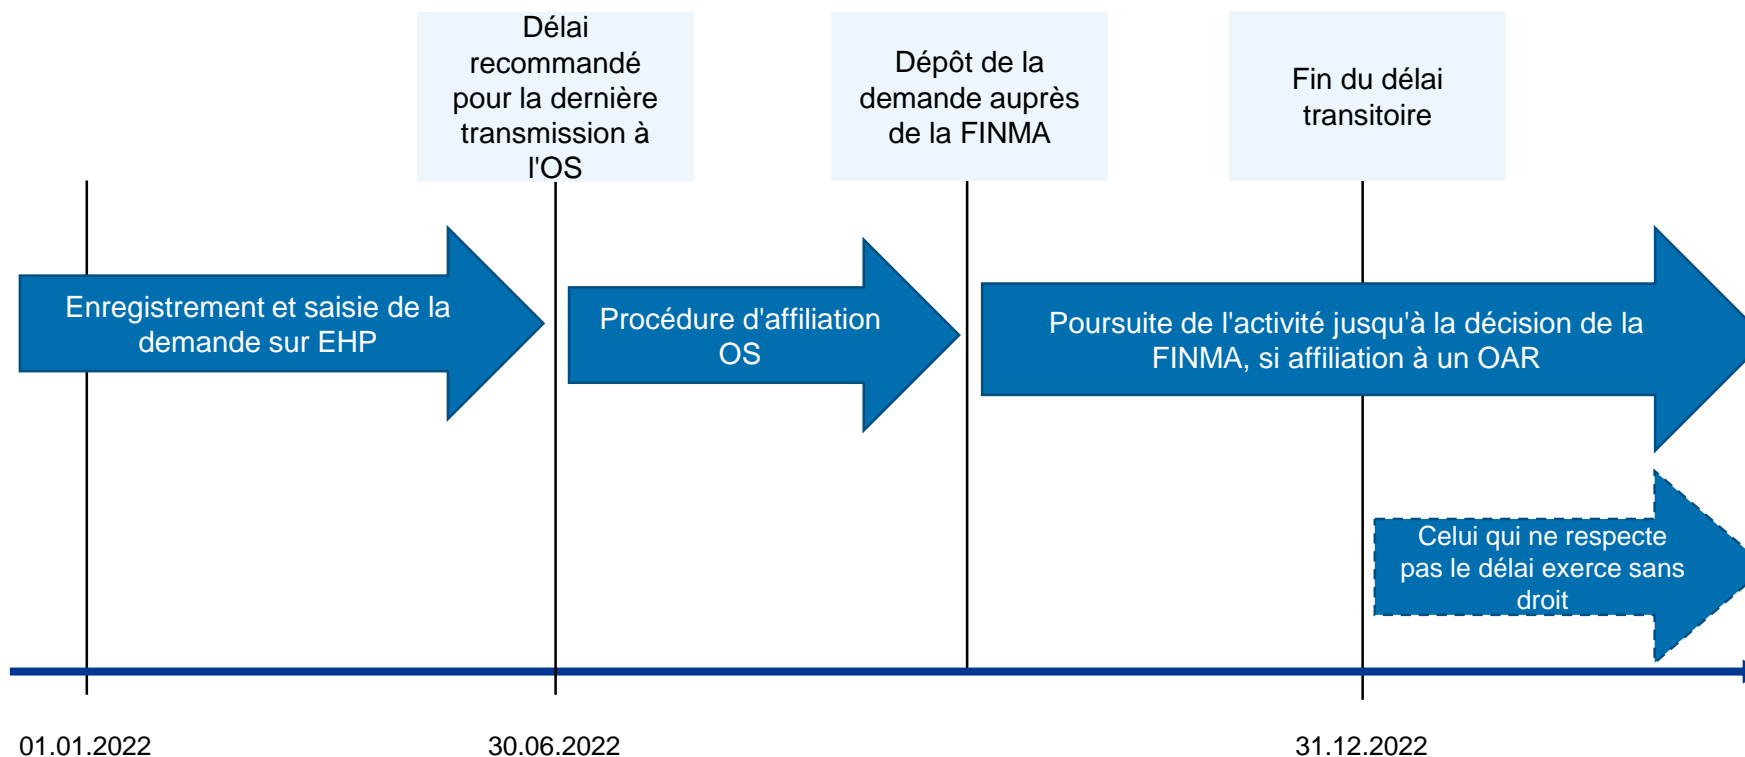 Délai
recommandé
pour la dernière
transmission à
l'OS
Dépôt de la
demande auprès
de la FINMA
Fin du délai
transitoire
Enregistrement et saisie de la
demande sur EHP
Procédure d'affiliation
OS
Poursuite de l'activité jusqu'à la décision de la
FINMA, si affiliation à un OAR
Celui qui ne respecte
pas le délai exerce sans
droit
01.01.2022
30.06.2022
31.12.2022